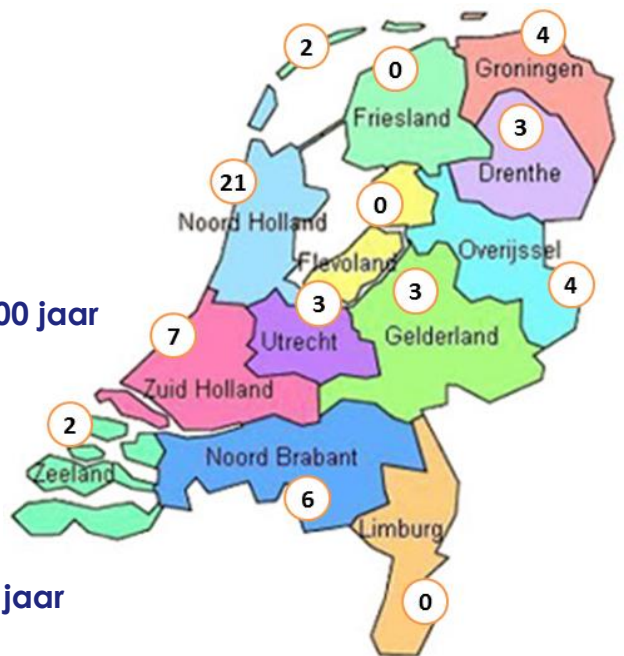 4
2
Groningen
0
Friesland
3
Drenthe
21
0
Noord Holland
Overijssel
Flevoland
4
3
3
00 jaar
7
Utrecht
Gelderland
Zuid Holland
2
Noord Brabant
Zeeland
6
Limburg
jaar
0